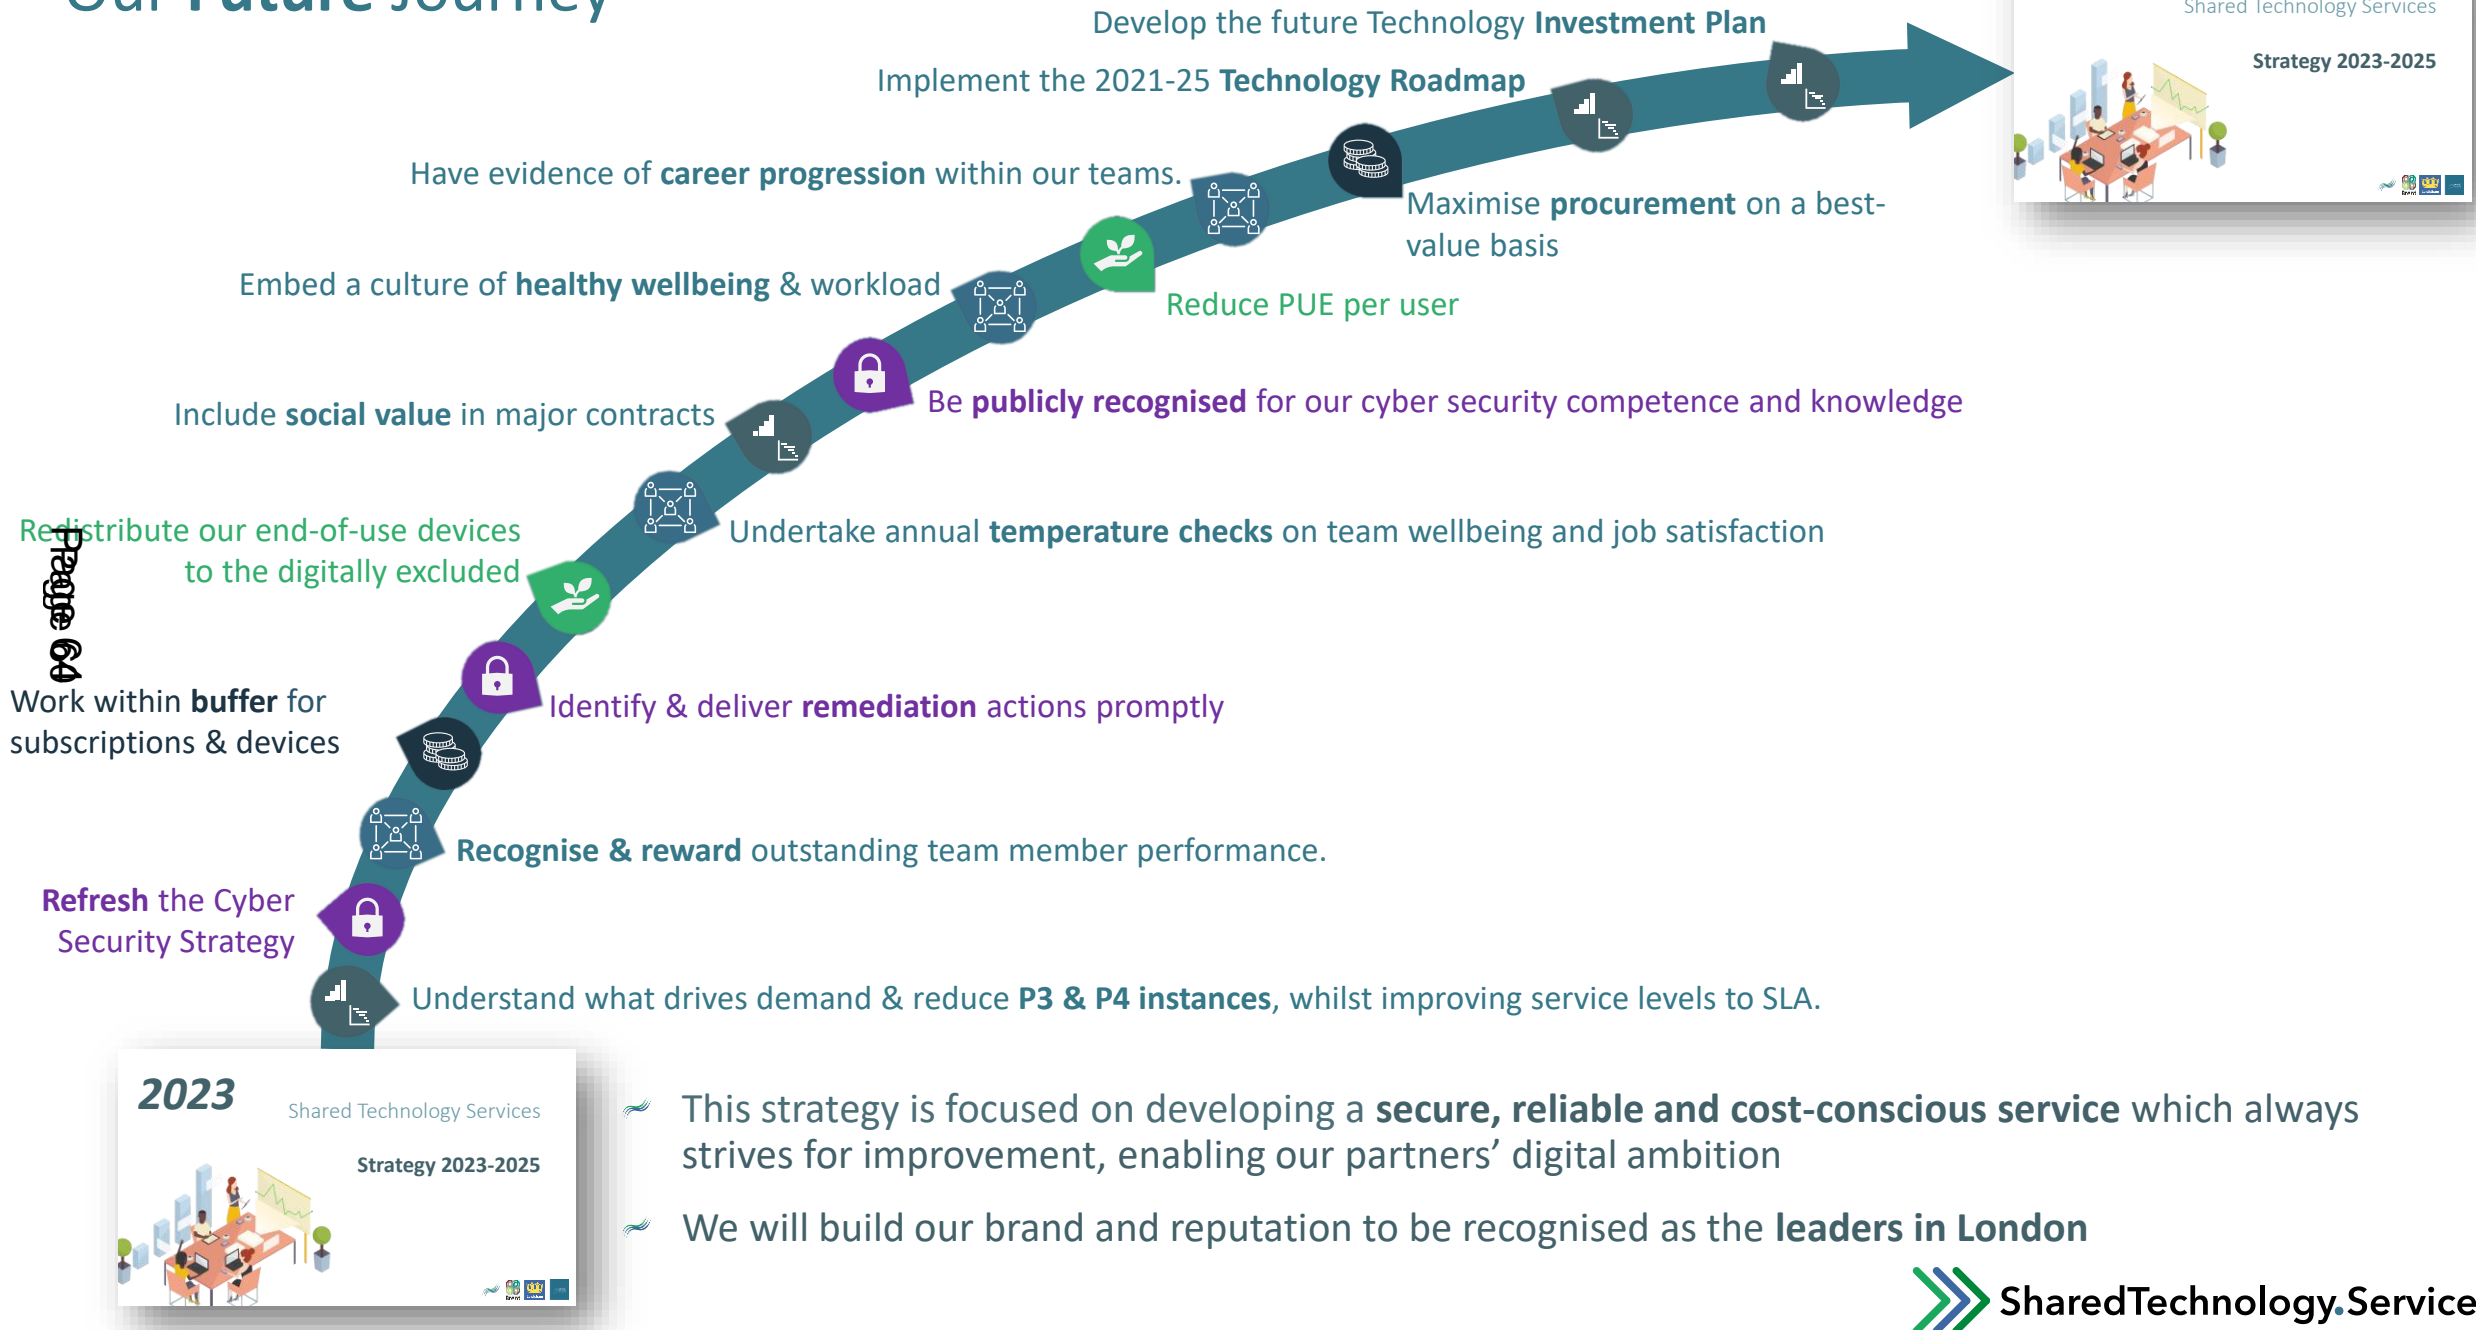 Our Future Journey
Develop the future Technology Investment Plan
Shared Technology Services
Strategy 2023-2025
Implement the 2021-25 Technology Roadmap
Have evidence of career progression within our teams.
Maximise procurement on a best-
value basis
Embed a culture of healthy wellbeing & workload
Reduce PUE per user
Be publicly recognised for our cyber security competence and knowledge
Include social value in major contracts
Redistribute our end-of-use devices
to the digitally excluded
Undertake annual temperature checks on team wellbeing and job satisfaction
Page
Work within buffer for
subscriptions & devices
Identify & deliver remediation actions promptly
Recognise & reward outstanding team member performance.
Refresh the Cyber
Security Strategy
Understand what drives demand & reduce P3 & P4 instances, whilst improving service levels to SLA.
2023
Shared Technology Services
Strategy 2023-2025
This strategy is focused on developing a secure, reliable and cost-conscious service which always
strives for improvement, enabling our partners’ digital ambition
We will build our brand and reputation to be recognised as the leaders in London
Brent
SharedTechnology.Service